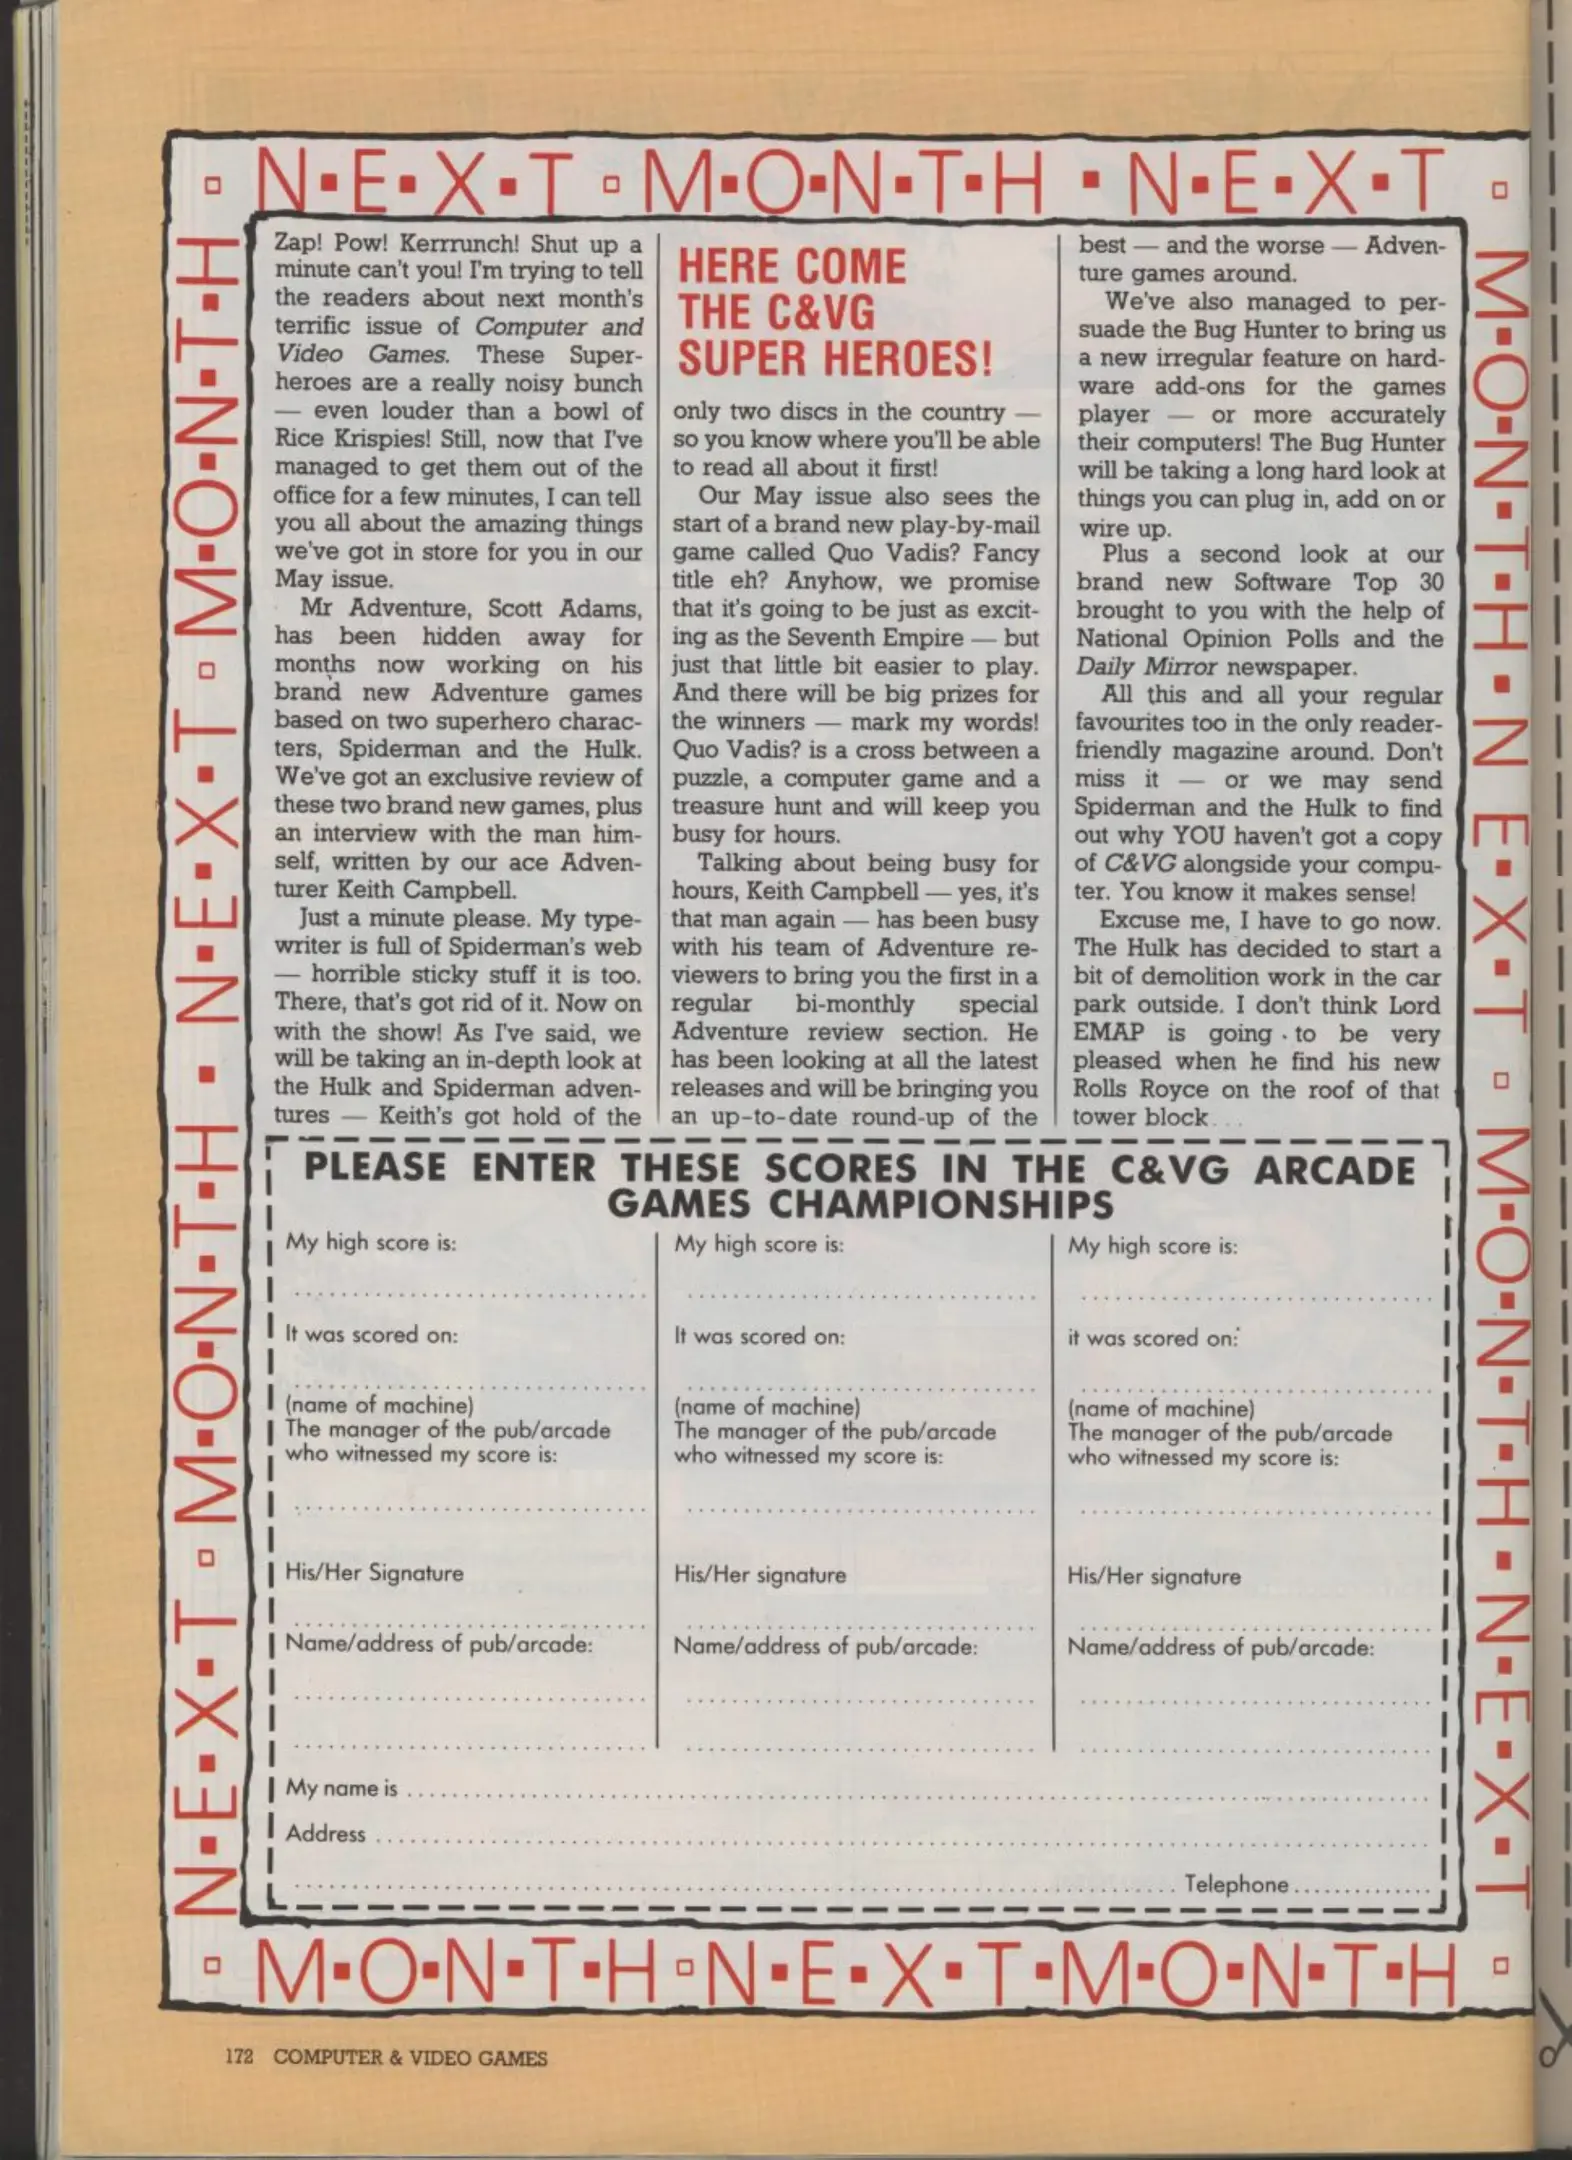 N·E·X·T M·O·N·T·H · N·E·X·T
M·O·N·T·H·N E·X·T M·O·N·T·H·N·E·X·T
N·E·X·T M·O·N·T·H · N·E·X·T M·O·N·T·H
Zap! Pow! Kerrrunch! Shut up a
minute can't you! I'm trying to tell
the readers about next month's
terrific issue of Computer and
Video Games. These Super-
heroes are a really noisy bunch
— even louder than a bowl of
Rice Krispies! Still, now that I've
managed to get them out of the
office for a few minutes, I can tell
you all about the amazing things
we've got in store for you in our
May issue.
Mr Adventure, Scott Adams,
has been hidden away for
months now working on his
brand new Adventure games
based on two superhero charac-
ters, Spiderman and the Hulk.
We've got an exclusive review of
these two brand new games, plus
an interview with the man him-
self, written by our ace Adven-
turer Keith Campbell.
Just a minute please. My type-
writer is full of Spiderman's web
— horrible sticky stuff it is too.
There, that's got rid of it. Now on
with the show! As I've said, we
will be taking an in-depth look at
the Hulk and Spiderman adven-
tures — Keith's got hold of the
HERE COME
THE C&VG
SUPER HEROES!
only two discs in the country —
so you know where you'll be able
to read all about it first!
Our May issue also sees the
start of a brand new play-by-mail
game called Quo Vadis? Fancy
title eh? Anyhow, we promise
that it's going to be just as excit-
ing as the Seventh Empire — but
just that little bit easier to play.
And there will be big prizes for
the winners — mark my words!
Quo Vadis? is a cross between a
puzzle, a computer game and a
treasure hunt and will keep you
busy for hours.
Talking about being busy for
hours, Keith Campbell — yes, it's
that man again — has been busy
with his team of Adventure re-
viewers to bring you the first in a
regular bi-monthly special
Adventure review section. He
has been looking at all the latest
releases and will be bringing you
an up-to-date round-up of the
best — and the worse — Adven-
ture games around.
We've also managed to per-
suade the Bug Hunter to bring us
a new irregular feature on hard-
ware add-ons for the games
player — or more accurately
their computers! The Bug Hunter
will be taking a long hard look at
things you can plug in, add on or
wire up.
Plus a second look at our
brand new Software Top 30
brought to you with the help of
National Opinion Polls and the
Daily Mirror newspaper.
All this and all your regular
favourites too in the only reader-
friendly magazine around. Don't
miss it — or we may send
Spiderman and the Hulk to find
out why YOU haven't got a copy
of C&VG alongside your compu-
ter. You know it makes sense!
Excuse me, I have to go now.
The Hulk has decided to start a
bit of demolition work in the car
park outside. I don't think Lord
EMAP is going to be very
pleased when he find his new
Rolls Royce on the roof of that
tower block...
PLEASE ENTER THESE SCORES IN THE C&VG ARCADE
GAMES CHAMPIONSHIPS
My high score is:
It was scored on:
(name of machine)
The manager of the pub/arcade
who witnessed my score is:
His/Her Signature
Name/address of pub/arcade:
My high score is:
It was scored on:
(name of machine)
The manager of the pub/arcade
who witnessed my score is:
His/Her signature
Name/address of pub/arcade:
My high score is:
it was scored on:
(name of machine)
The manager of the pub/arcade
who witnessed my score is:
His/Her signature
Name/address of pub/arcade:
My name is
Address
Telephone
M·O·N·T·H N·E·X·T·M·O·N·T·H
172 COMPUTER & VIDEO GAMES